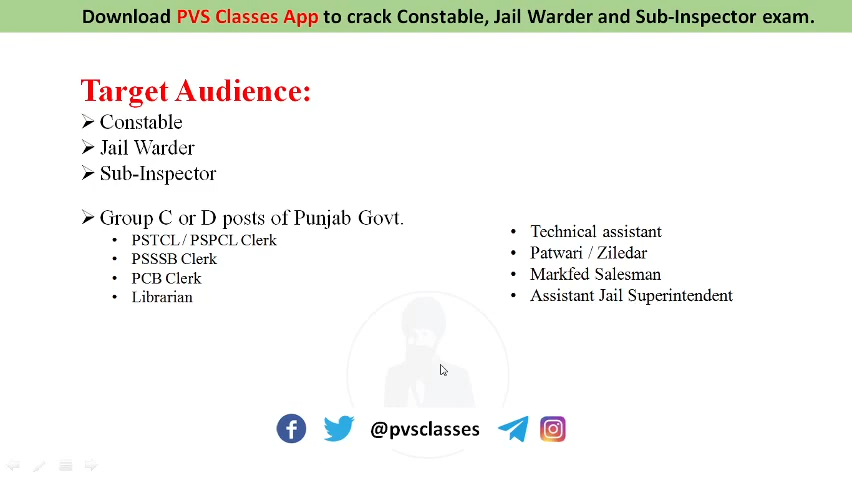 Download PVS Classes App to crack Constable, Jail Warder and Sub-Inspector exam.
Target Audience:
➢ Constable
➢ Jail Warder
➢ Sub-Inspector
➢ Group C or D posts of Punjab Govt.
• PSTCL / PSPCL Clerk
• PSSSB Clerk
• PCB Clerk
• Librarian
• Technical assistant
• Patwari / Ziledar
• Markfed Salesman
• Assistant Jail Superintendent
@pvsclasses